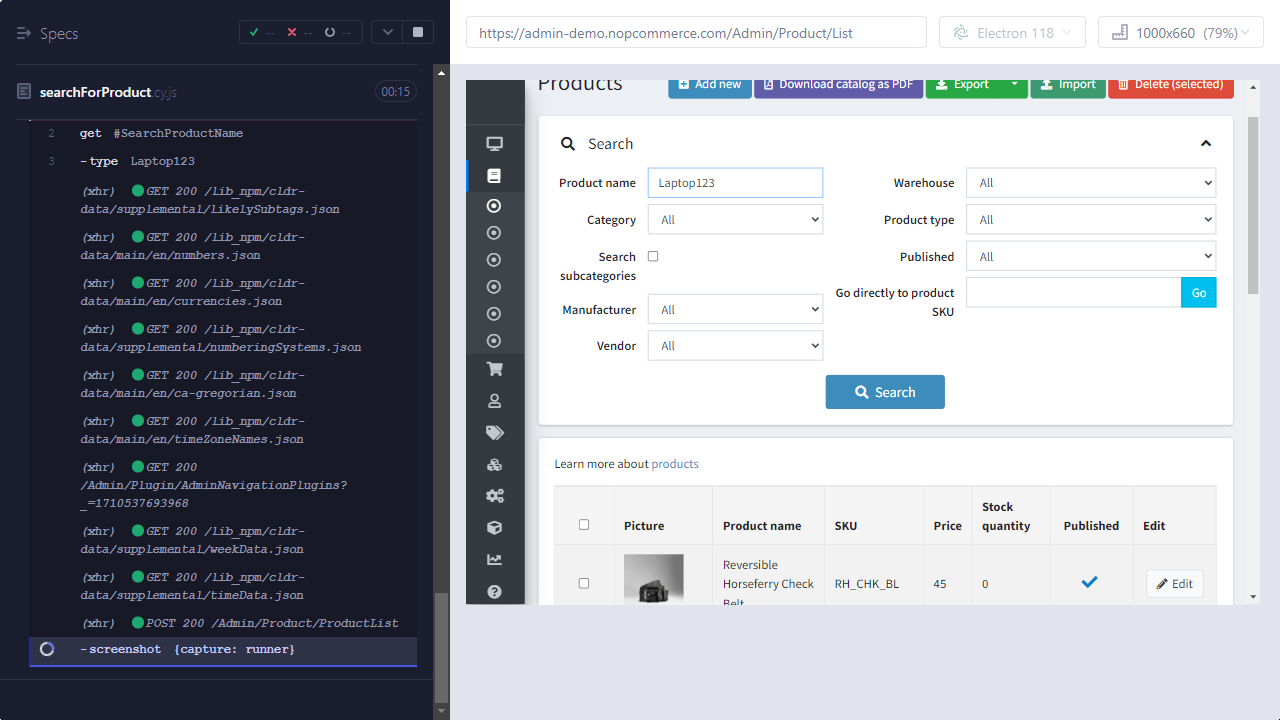 Specs
-- -- --
https://admin-demo.nopcommerce.com/Admin/Product/List
Electron 118
1000x660 (79%)
searchForProduct.cy.js
00:15
2 get #SearchProductName
3 -type Laptop123
(xhr) GET 200 /lib_npm/cldr-
data/supplemental/likelySubtags.json
(xhr) GET 200 /lib_npm/cldr-
data/main/en/numbers.json
(xhr) GET 200 /lib_npm/cldr-
data/main/en/currencies.json
(xhr) GET 200 /lib_npm/cldr-
data/supplemental/numberingSystems.json
(xhr) GET 200 /lib_npm/cldr-
data/main/en/ca-gregorian.json
(xhr) GET 200 /lib_npm/cldr-
data/main/en/timeZoneNames.json
(xhr) GET 200
/Admin/Plugin/AdminNavigationPlugins?
_=1710537693968
(xhr) GET 200 /lib_npm/cldr-
data/supplemental/weekData.json
(xhr) GET 200 /lib_npm/cldr-
data/supplemental/timeData.json
(xhr) POST 200 /Admin/Product/ProductList
-screenshot {capture: runner}
Products
Add new
Download catalog as PDF
Export
Import
Delete (selected)
Search
Product name Laptop123
Warehouse All
Category All
Product type All
Search
subcategories
Published All
Go directly to product
SKU
Go
Manufacturer All
Vendor All
Search
Learn more about products
Picture Product name SKU Price Stock
quantity Published Edit
Reversible
Horseferry Check
Belt
RH_CHK_BL 45 0 Edit